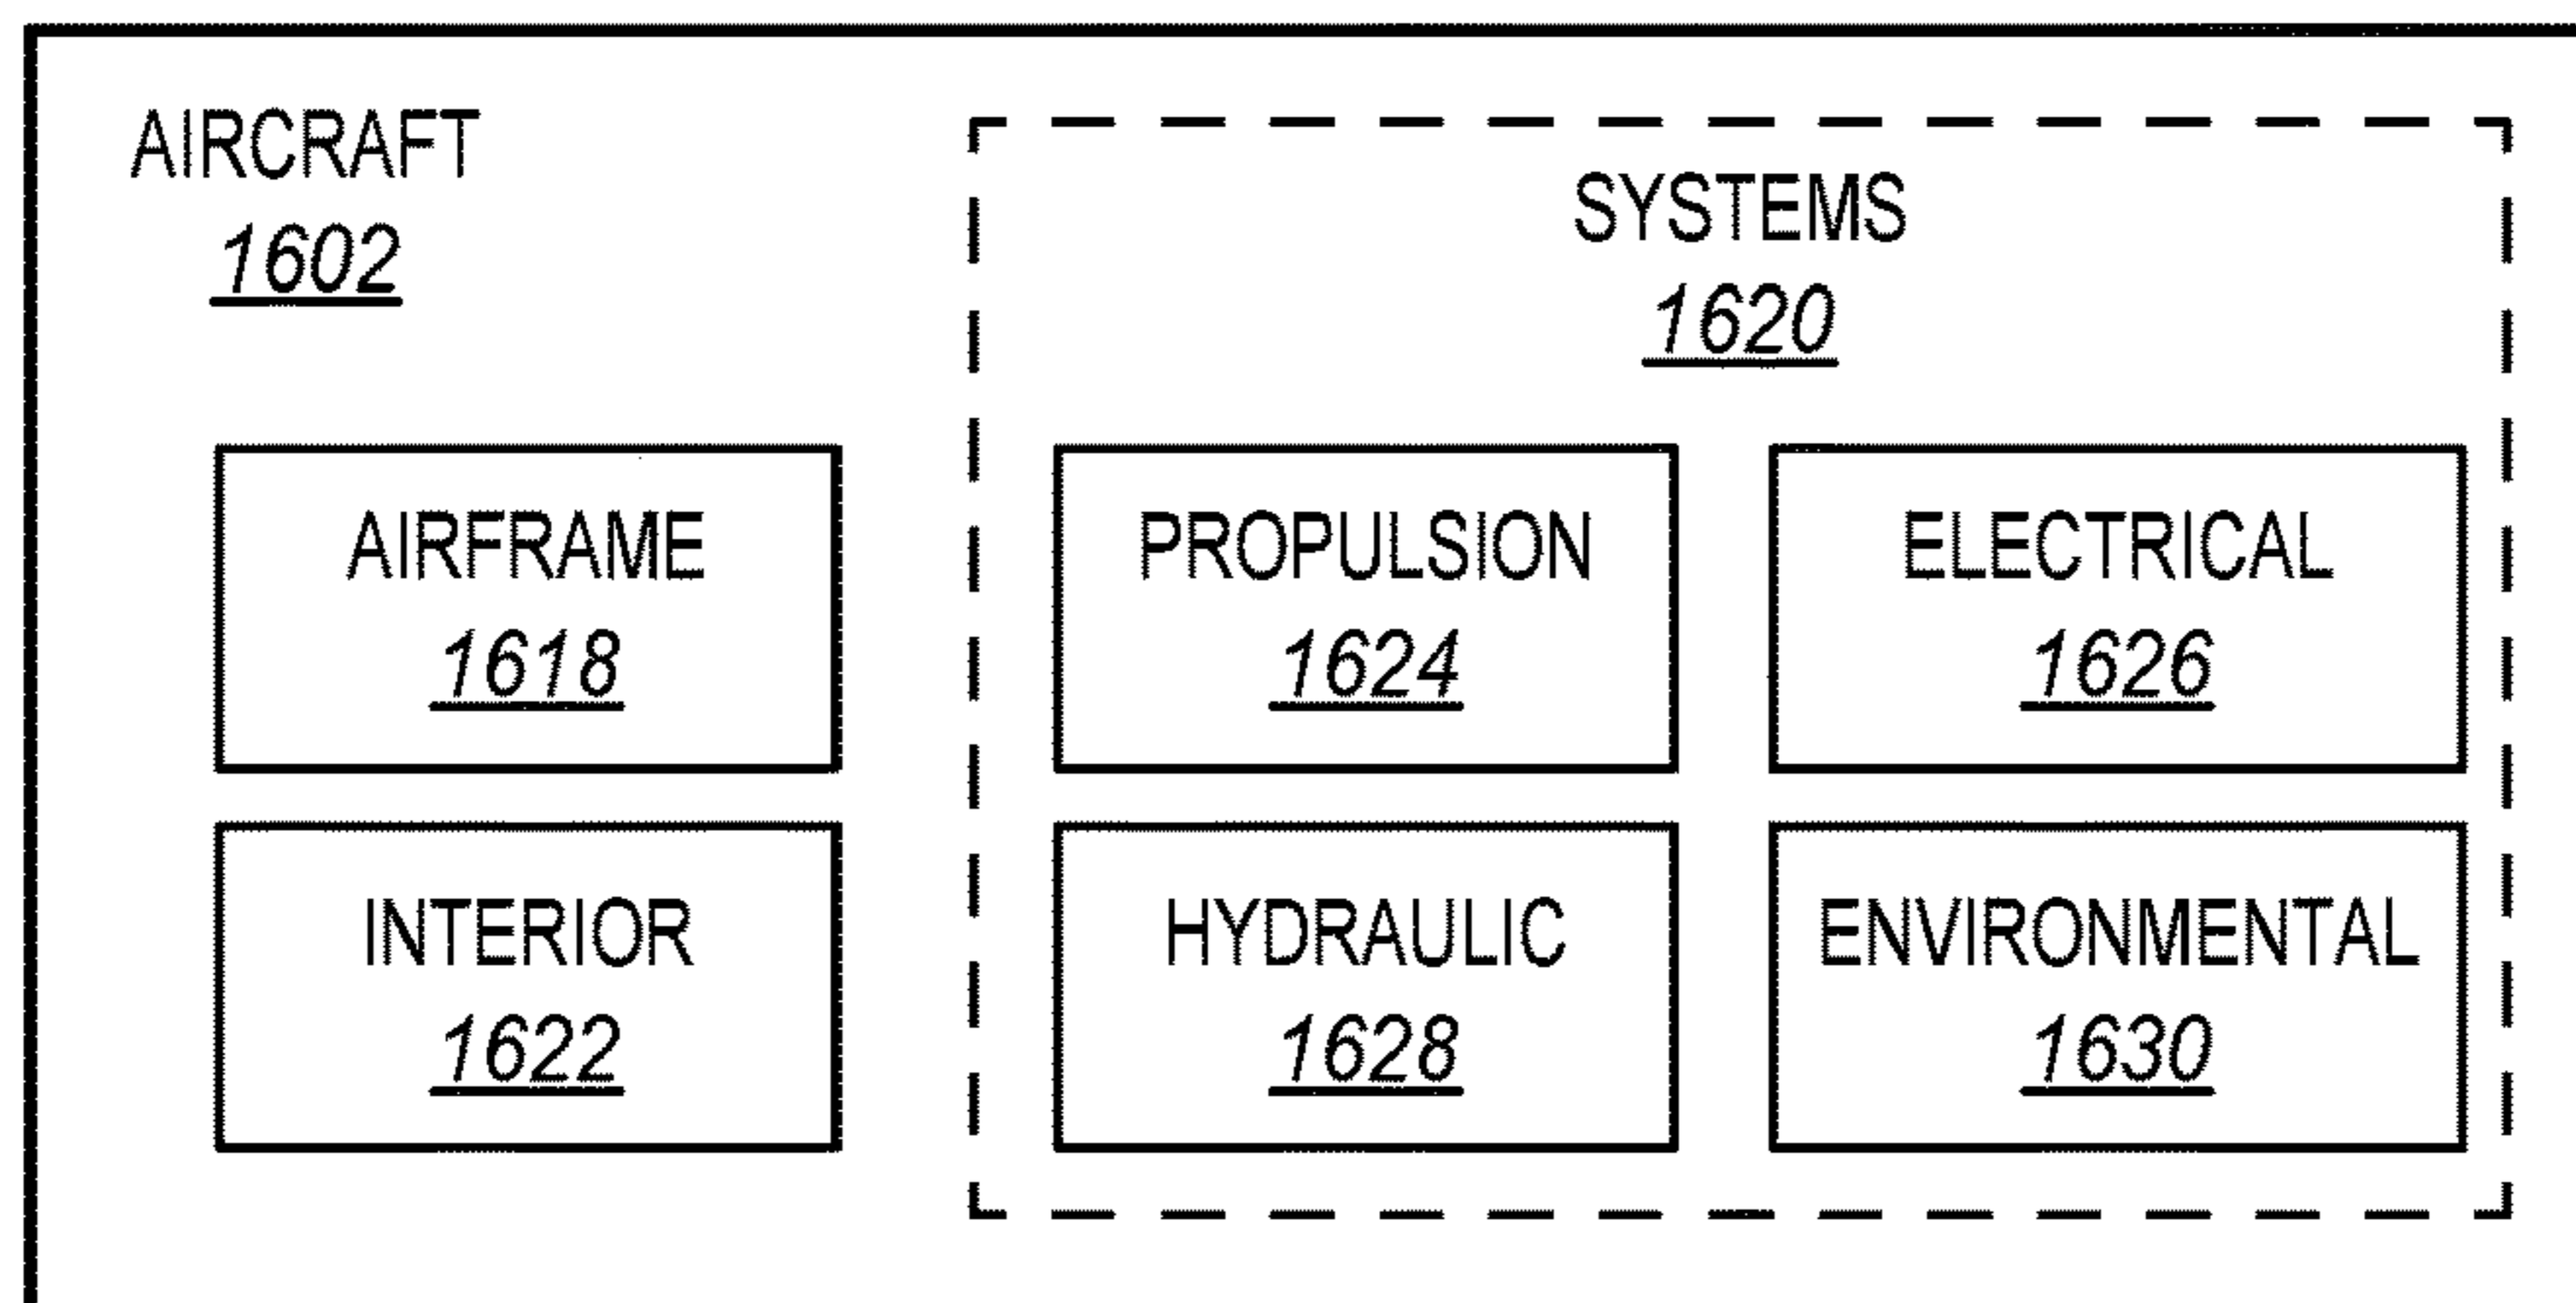 AIRCRAFT
1602
SYSTEMS
1620
AIRFRAME
1618
PROPULSION
1624
ELECTRICAL
1626
INTERIOR
1622
HYDRAULIC
1628
ENVIRONMENTAL
1630